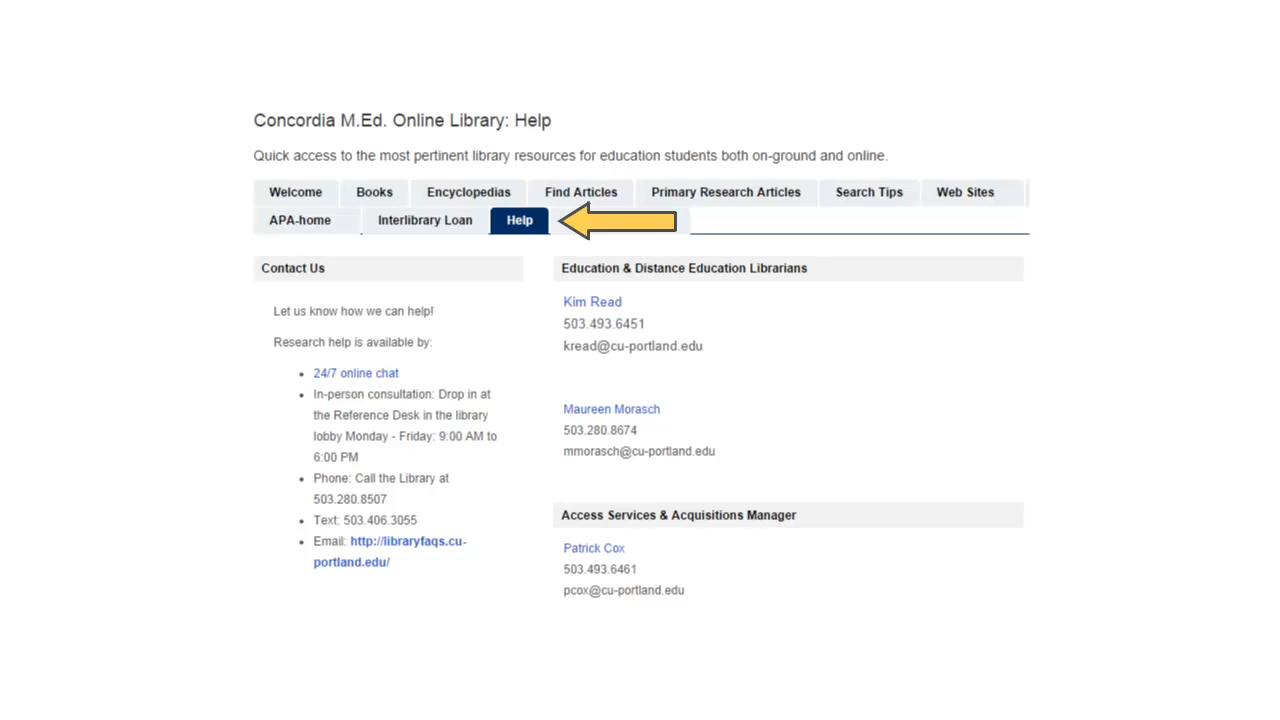 Concordia M.Ed. Online Library: Help
Quick access to the most pertinent library resources for education students both on-ground and online.
Welcome Books Encyclopedias Find Articles Primary Research Articles Search Tips Web Sites
APA-home Interlibrary Loan Help
Contact Us
Let us know how we can help!
Research help is available by:
• 24/7 online chat
• In-person consultation: Drop in at
the Reference Desk in the library
lobby Monday - Friday: 9:00 AM to
6:00 PM
• Phone: Call the Library at
503.280.8507
• Text: 503.406.3055
• Email: http://libraryfaqs.cu-
portland.edu/
Education & Distance Education Librarians
Kim Read
503.493.6451
kread@cu-portland.edu
Maureen Morasch
503.280.8674
mmorasch@cu-portland.edu
Access Services & Acquisitions Manager
Patrick Cox
503.493.6461
pcox@cu-portland.edu